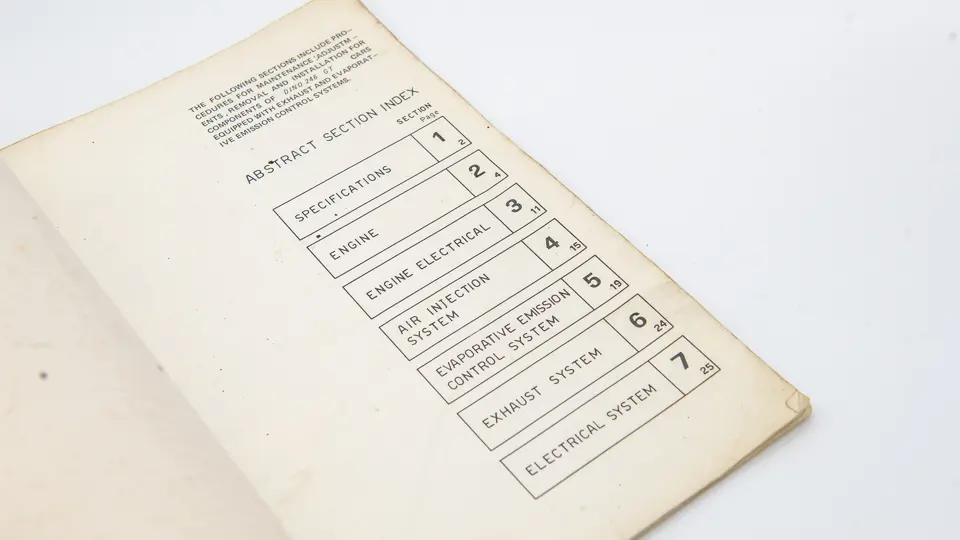 THE FOLLOWING SECTIONS INCLUDE PRO-
CEDURES FOR MAINTENANCE ,ADJUSTM -
ENTS ,REMOVAL AND INSTALLATION FOR
COMPONENTS OF DINO 246 GT CARS
EQUIPPED WITH EXHAUST AND EVAPORAT-
IVE EMISSION CONTROL SYSTEMS.
ABSTRACT SECTION INDEX
SECTION
Page
SPECIFICATIONS 1 2
ENGINE 2 4
ENGINE ELECTRICAL 3 11
AIR INJECTION
SYSTEM 4 15
EVAPORATIVE EMISSION
CONTROL SYSTEM 5 19
EXHAUST SYSTEM 6 24
ELECTRICAL SYSTEM 7 25